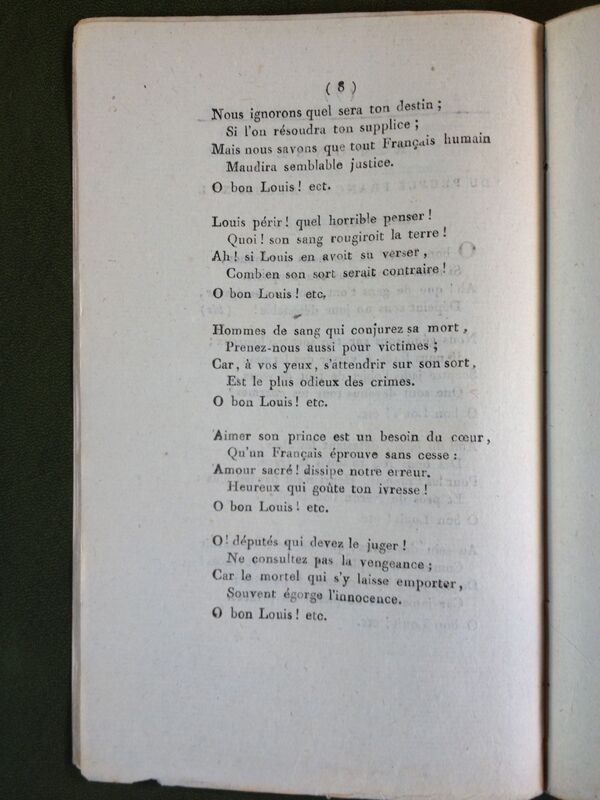 ( 8 )
Nous ignorons quel sera ton destin ;
Si l'on résoudra ton supplice ;
Mais nous savons que tout Français humain
Maudira semblable justice.
O bon Louis ! ect.
Louis périr ! quel horrible penser !
Quoi ! son sang rougiroit la terre !
Ah ! si Louis en avoit su verser ,
Comb en son sort serait contraire !
O bon Louis ! etc.
Hommes de sang qui conjurez sa mort ,
Prenez-nous aussi pour victimes ;
Car, à vos yeux, s'attendrir sur son sort,
Est le plus odieux des crimes.
O bon Louis ! etc.
Aimer son prince est un besoin du cœur ,
Qu'un Français éprouve sans cesse :
Amour sacré ! dissipe notre erreur.
Heureux qui goûte ton ivresse !
O bon Louis ! etc.
O ! députés qui devez le juger !
Ne consultez pas la vengeance ;
Car le mortel qui s'y laisse emporter,
Souvent égorge l'innocence.
O bon Louis ! etc.